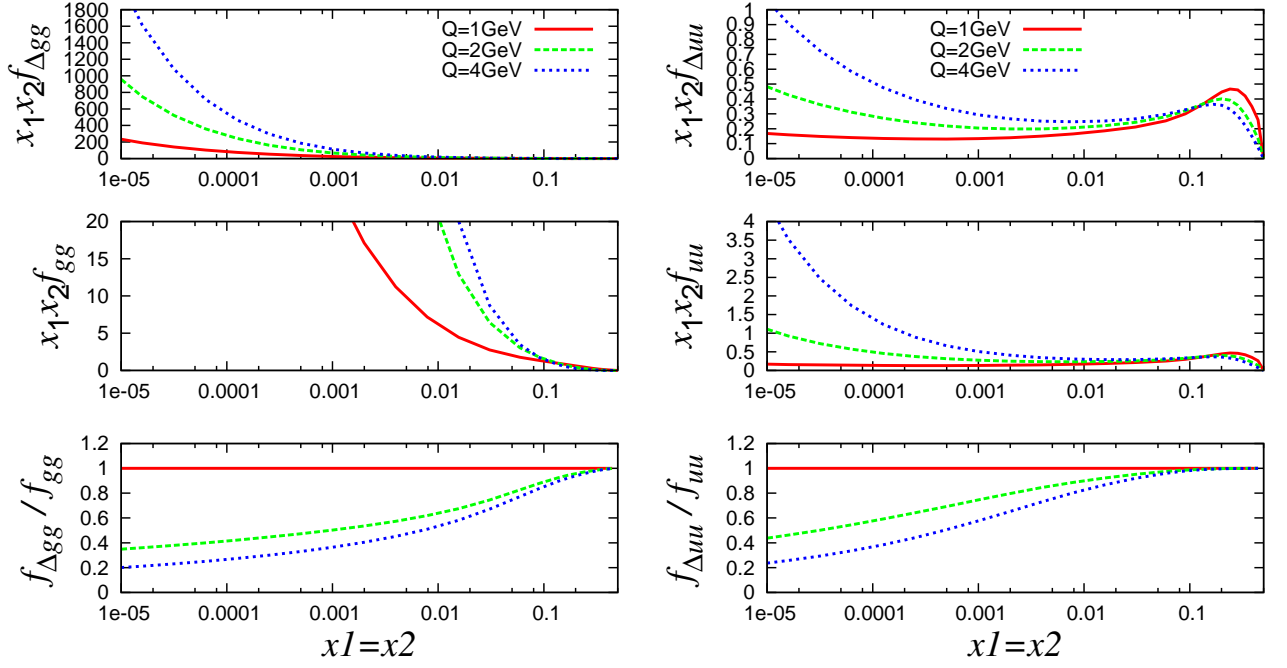 x1x2fΔgg
1800
1600
1400
1200
1000
800
600
400
200
0
1e-05 0.0001 0.001 0.01 0.1
Q=1GeV
Q=2GeV
Q=4GeV
x1x2fΔuu
1
0.9
0.8
0.7
0.6
0.5
0.4
0.3
0.2
0.1
0
1e-05 0.0001 0.001 0.01 0.1
Q=1GeV
Q=2GeV
Q=4GeV
x1x2fgg
20
15
10
5
0
1e-05 0.0001 0.001 0.01 0.1
x1x2fuu
4
3.5
3
2.5
2
1.5
1
0.5
0
1e-05 0.0001 0.001 0.01 0.1
fΔgg / fgg
1.2
1
0.8
0.6
0.4
0.2
0
1e-05 0.0001 0.001 0.01 0.1
x1=x2
fΔuu / fuu
1.2
1
0.8
0.6
0.4
0.2
0
1e-05 0.0001 0.001 0.01 0.1
x1=x2